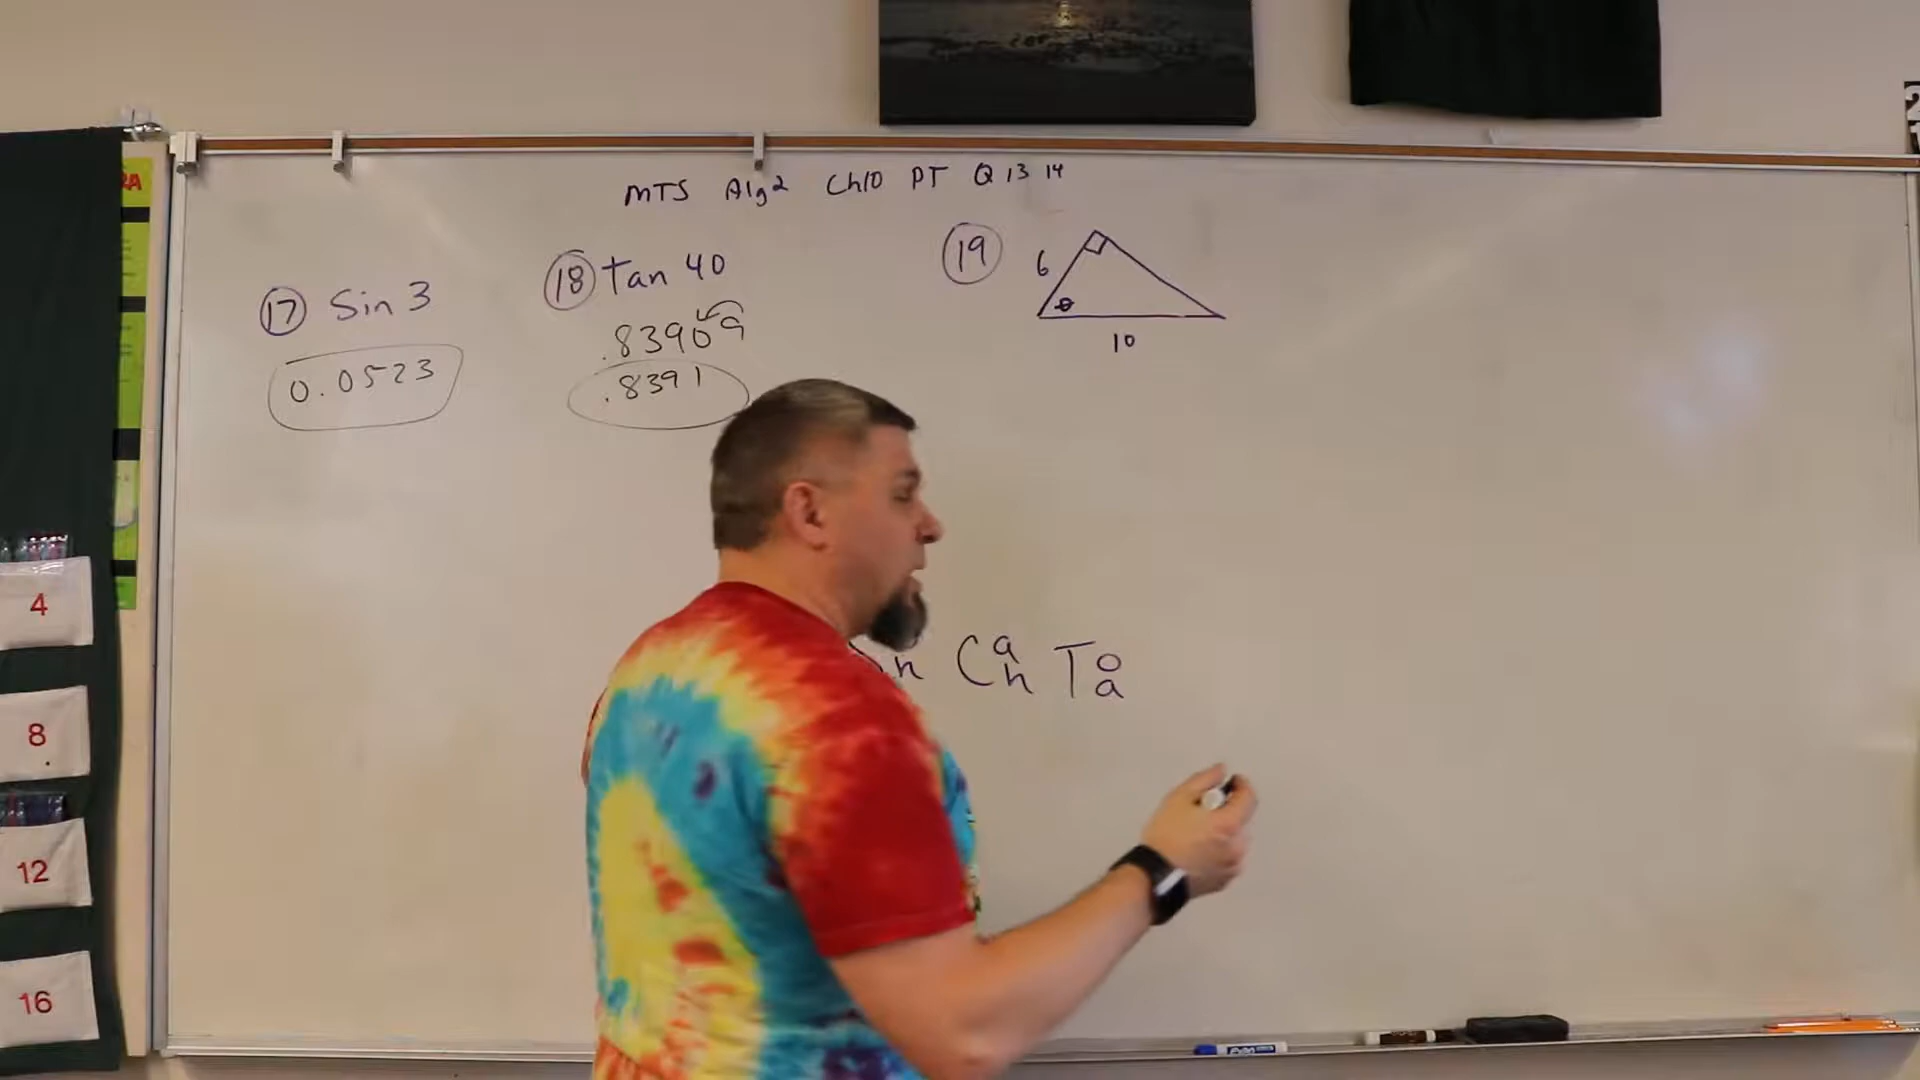 MTS Alg2 Ch10 PT Q 13 14
17 Sin 3
0.0523
18 tan 40
.83909
.8391
19
6
θ
10
h C a h T o a
RA
4
8
12
16